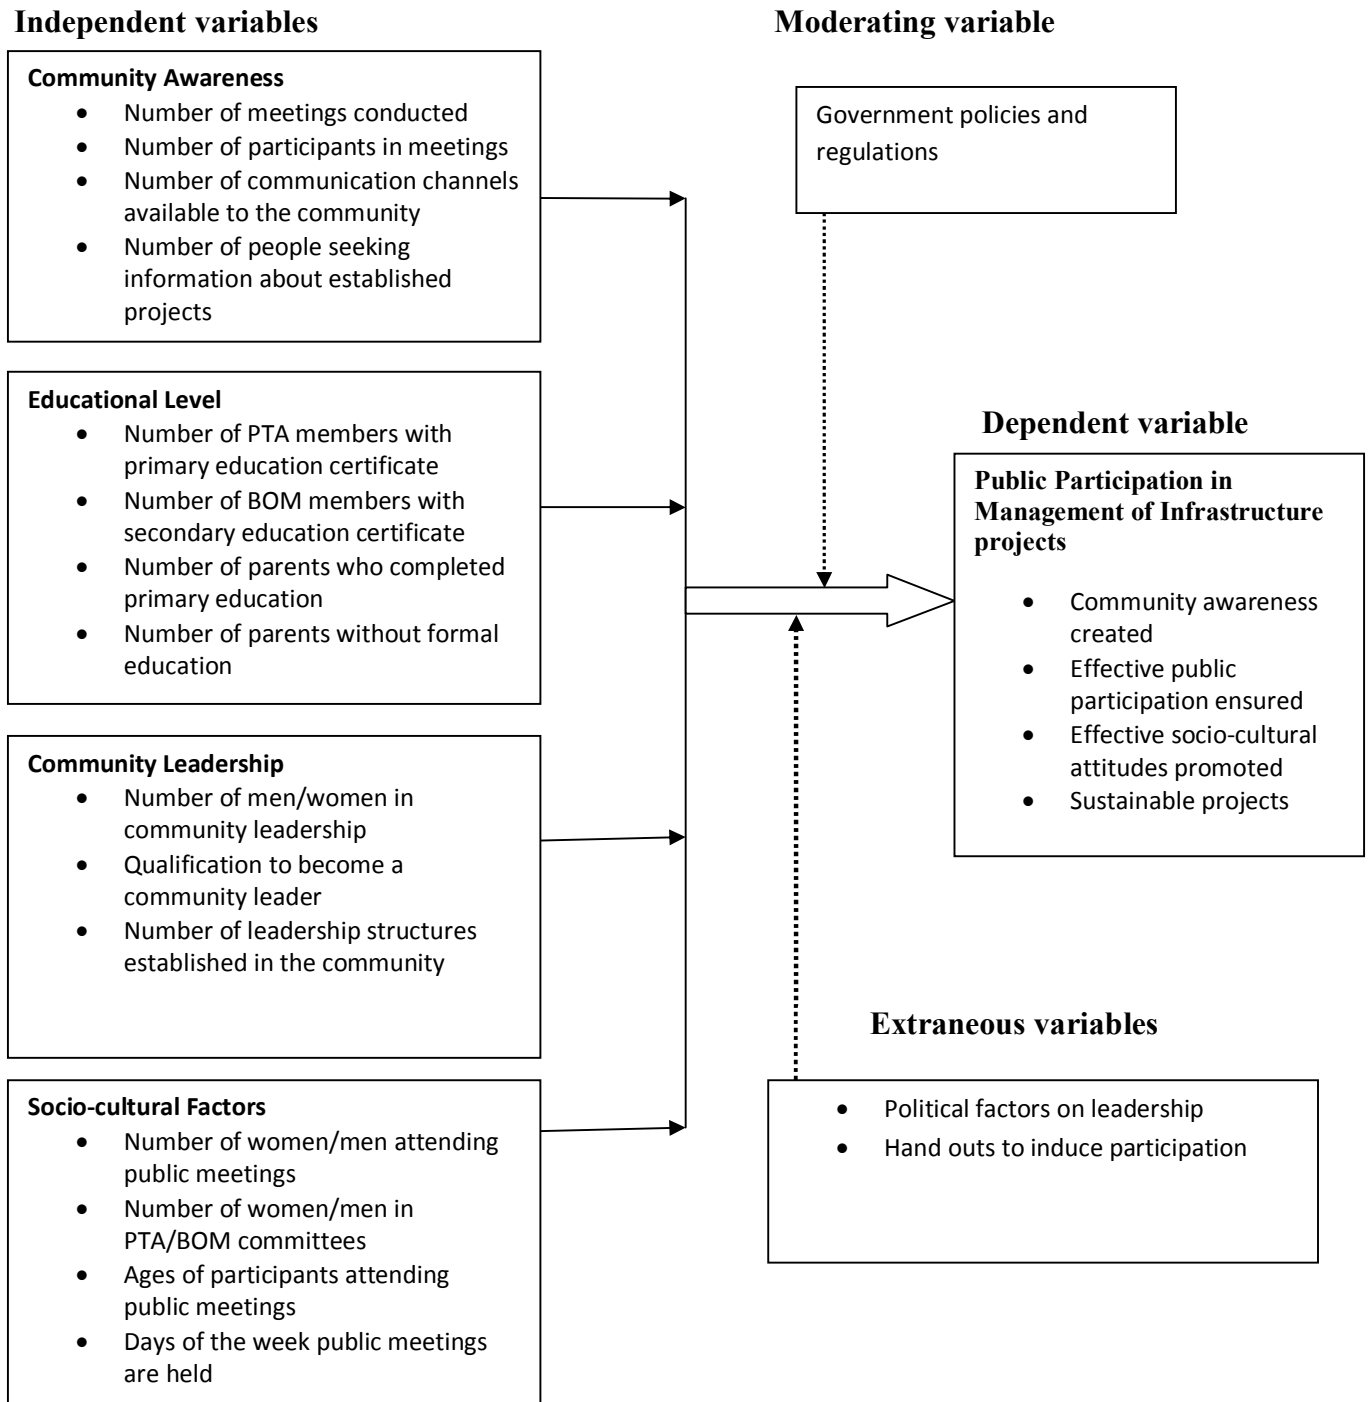 Independent variables
Community Awareness
• Number of meetings conducted
• Number of participants in meetings
• Number of communication channels
available to the community
• Number of people seeking
information about established
projects
Educational Level
• Number of PTA members with
primary education certificate
• Number of BOM members with
secondary education certificate
• Number of parents who completed
primary education
• Number of parents without formal
education
Community Leadership
• Number of men/women in
community leadership
• Qualification to become a
community leader
• Number of leadership structures
established in the community
Socio-cultural Factors
• Number of women/men attending
public meetings
• Number of women/men in
PTA/BOM committees
• Ages of participants attending
public meetings
• Days of the week public meetings
are held
Moderating variable
Government policies and
regulations
Dependent variable
Public Participation in
Management of Infrastructure
projects
• Community awareness
created
• Effective public
participation ensured
• Effective socio-cultural
attitudes promoted
• Sustainable projects
Extraneous variables
• Political factors on leadership
• Hand outs to induce participation